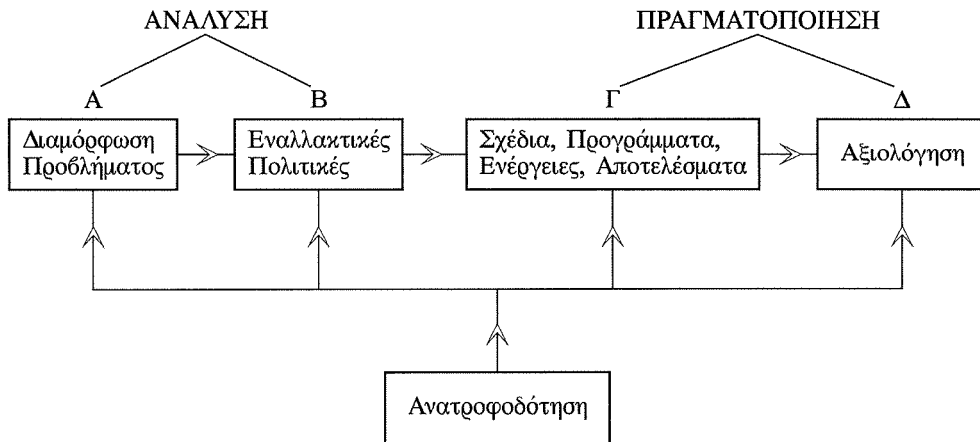 ΑΝΑΛΥΣΗ
ΠΡΑΓΜΑΤΟΠΟΙΗΣΗ
Α
Β
Γ
Δ
Διαμόρφωση
Προβλήματος
Εναλλακτικές
Πολιτικές
Σχέδια, Προγράμματα,
Ενέργειες, Αποτελέσματα
Αξιολόγηση
Ανατροφοδότηση